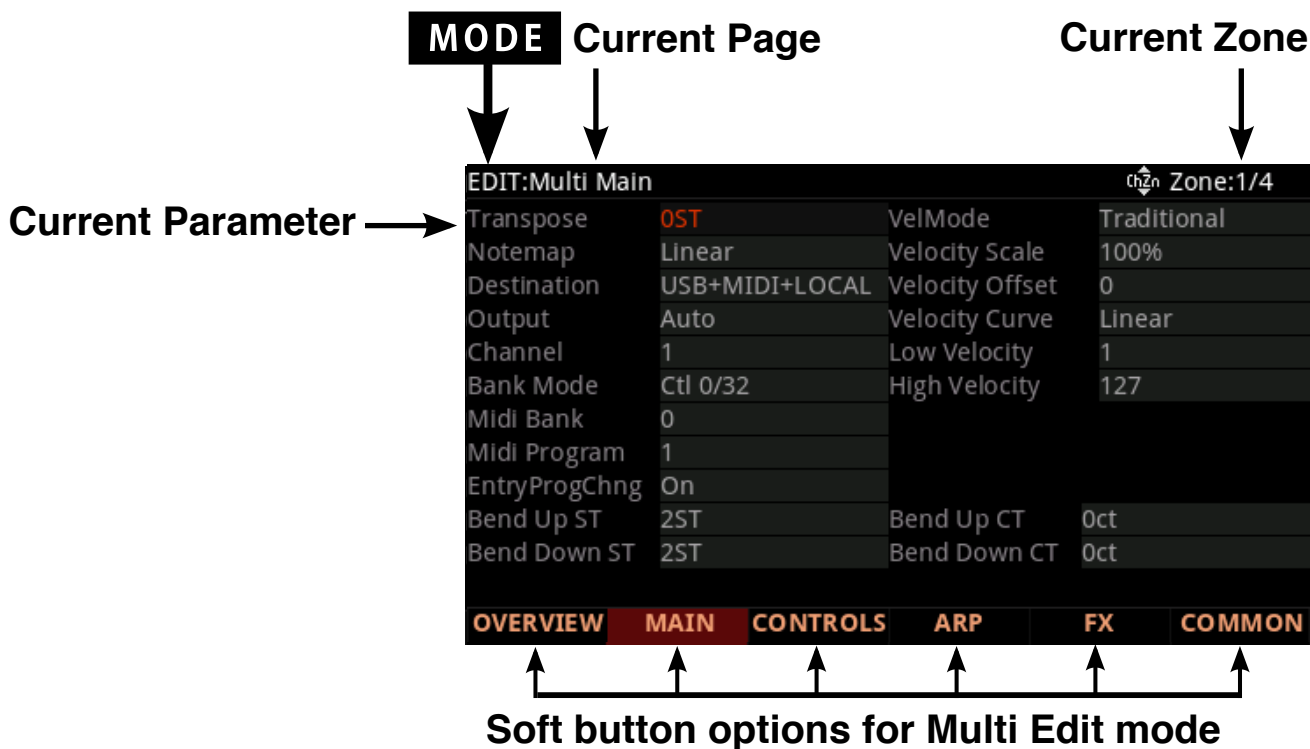 MODE Current Page Current Zone
EDIT:Multi Main ChZn Zone:1/4
Current Parameter
Transpose 0ST VelMode Traditional
Notemap Linear Velocity Scale 100%
Destination USB+MIDI+LOCAL Velocity Offset 0
Output Auto Velocity Curve Linear
Channel 1 Low Velocity 1
Bank Mode Ctl 0/32 High Velocity 127
Midi Bank 0
Midi Program 1
EntryProgChng On
Bend Up ST 2ST Bend Up CT 0ct
Bend Down ST 2ST Bend Down CT 0ct
OVERVIEW MAIN CONTROLS ARP FX COMMON
Soft button options for Multi Edit mode